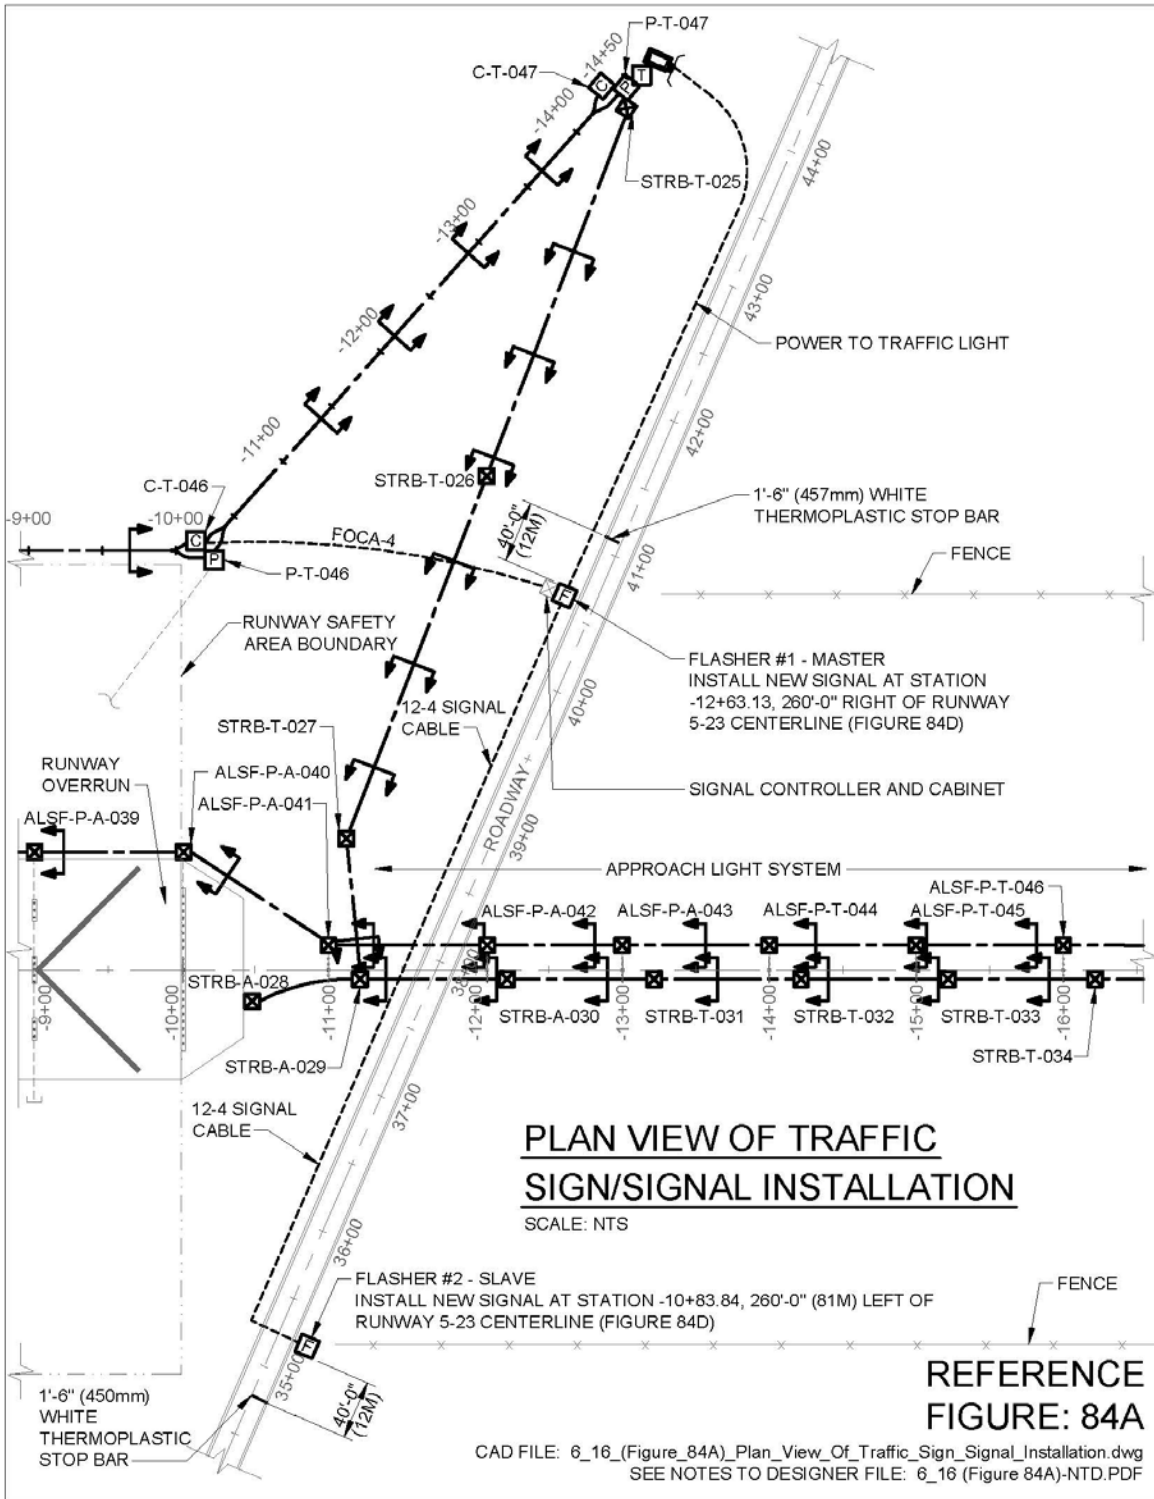 P-T-047
-14+50
C-T-047
T
C
P
-14+00
STRB-T-025
44+00
-13+00
43+00
-12+00
POWER TO TRAFFIC LIGHT
42+00
-11+00
STRB-T-026
C-T-046
1'-6" (457mm) WHITE
THERMOPLASTIC STOP BAR
-9+00
-10+00
FOCA-4
40'-0"
(12M)
41+00
FENCE
C
P
P-T-046
F
RUNWAY SAFETY
AREA BOUNDARY
FLASHER #1 - MASTER
INSTALL NEW SIGNAL AT STATION
-12+63.13, 260'-0" RIGHT OF RUNWAY
5-23 CENTERLINE (FIGURE 84D)
40+00
12-4 SIGNAL
CABLE
STRB-T-027
RUNWAY
OVERRUN
ALSF-P-A-040
SIGNAL CONTROLLER AND CABINET
ALSF-P-A-041
ROADWAY
ALSF-P-A-039
39+00
APPROACH LIGHT SYSTEM
ALSF-P-T-046
ALSF-P-A-042
ALSF-P-A-043
ALSF-P-T-044
ALSF-P-T-045
STRB-A-028
38+00
-9+00
-10+00
-11+00
-12+00
-13+00
-14+00
-15+00
-16+00
STRB-A-030
STRB-T-031
STRB-T-032
STRB-T-033
STRB-T-034
STRB-A-029
37+00
12-4 SIGNAL
CABLE
PLAN VIEW OF TRAFFIC
SIGN/SIGNAL INSTALLATION
SCALE: NTS
36+00
FLASHER #2 - SLAVE
INSTALL NEW SIGNAL AT STATION -10+83.84, 260'-0" (81M) LEFT OF
RUNWAY 5-23 CENTERLINE (FIGURE 84D)
FENCE
F
35+00
40'-0"
(12M)
1'-6" (450mm)
WHITE
THERMOPLASTIC
STOP BAR
REFERENCE
FIGURE: 84A
CAD FILE: 6_16_(Figure_84A)_Plan_View_Of_Traffic_Sign_Signal_Installation.dwg
SEE NOTES TO DESIGNER FILE: 6_16 (Figure 84A)-NTD.PDF